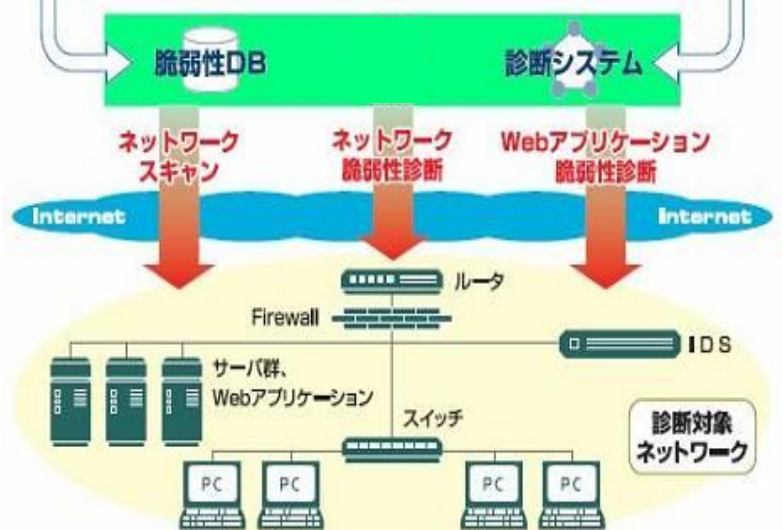 脆弱性DB
診断システム
ネットワーク
スキャン
ネットワーク
脆弱性診断
Webアプリケーション
脆弱性診断
Internet
Internet
ルータ
Firewall
IDS
サーバ群、
Webアプリケーション
スイッチ
診断対象
ネットワーク
PC
PC
PC
PC